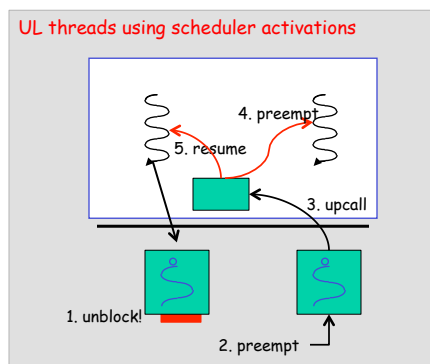 UL threads using scheduler activations
4. preempt
5. resume
3. upcall
1. unblock!
2. preempt